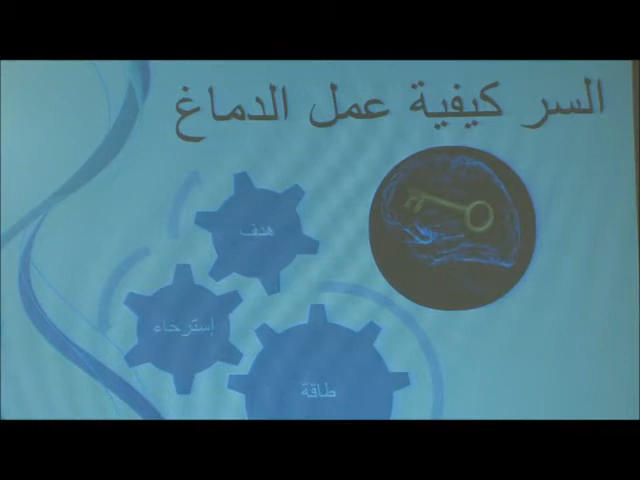 السر كيفية عمل الدماغ
هدف
إسترخاء
طاقة